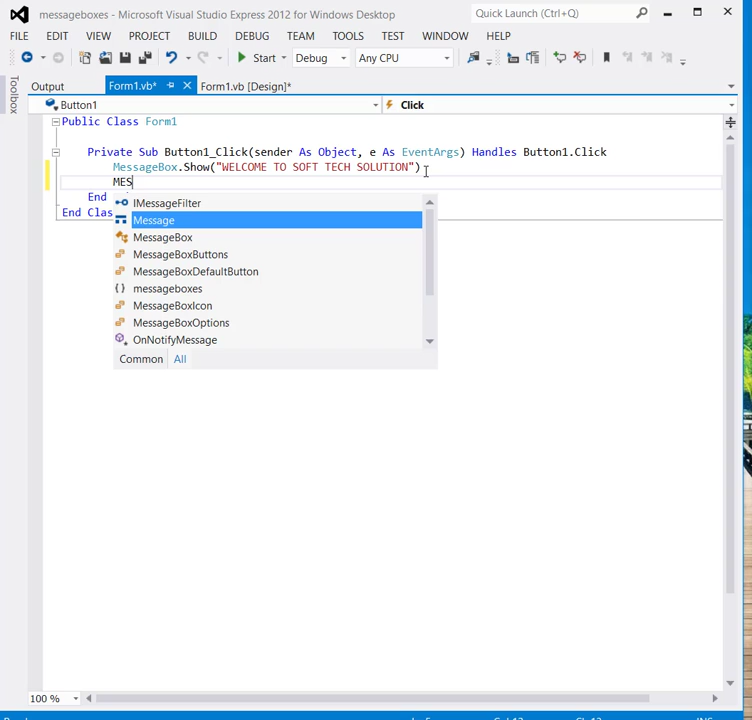 messageboxes - Microsoft Visual Studio Express 2012 for Windows Desktop
Quick Launch (Ctrl+Q)
FILE EDIT VIEW PROJECT BUILD DEBUG TEAM TOOLS TEST WINDOW HELP
Start Debug Any CPU
Toolbox
Output Form1.vb* Form1.vb [Design]*
Button1 Click
Public Class Form1
Private Sub Button1_Click(sender As Object, e As EventArgs) Handles Button1.Click
MessageBox.Show("WELCOME TO SOFT TECH SOLUTION")
MES
End
End Clas
IMessageFilter
Message
MessageBox
MessageBoxButtons
MessageBoxDefaultButton
{ } messageboxes
MessageBoxIcon
MessageBoxOptions
OnNotifyMessage
Common All
100 %